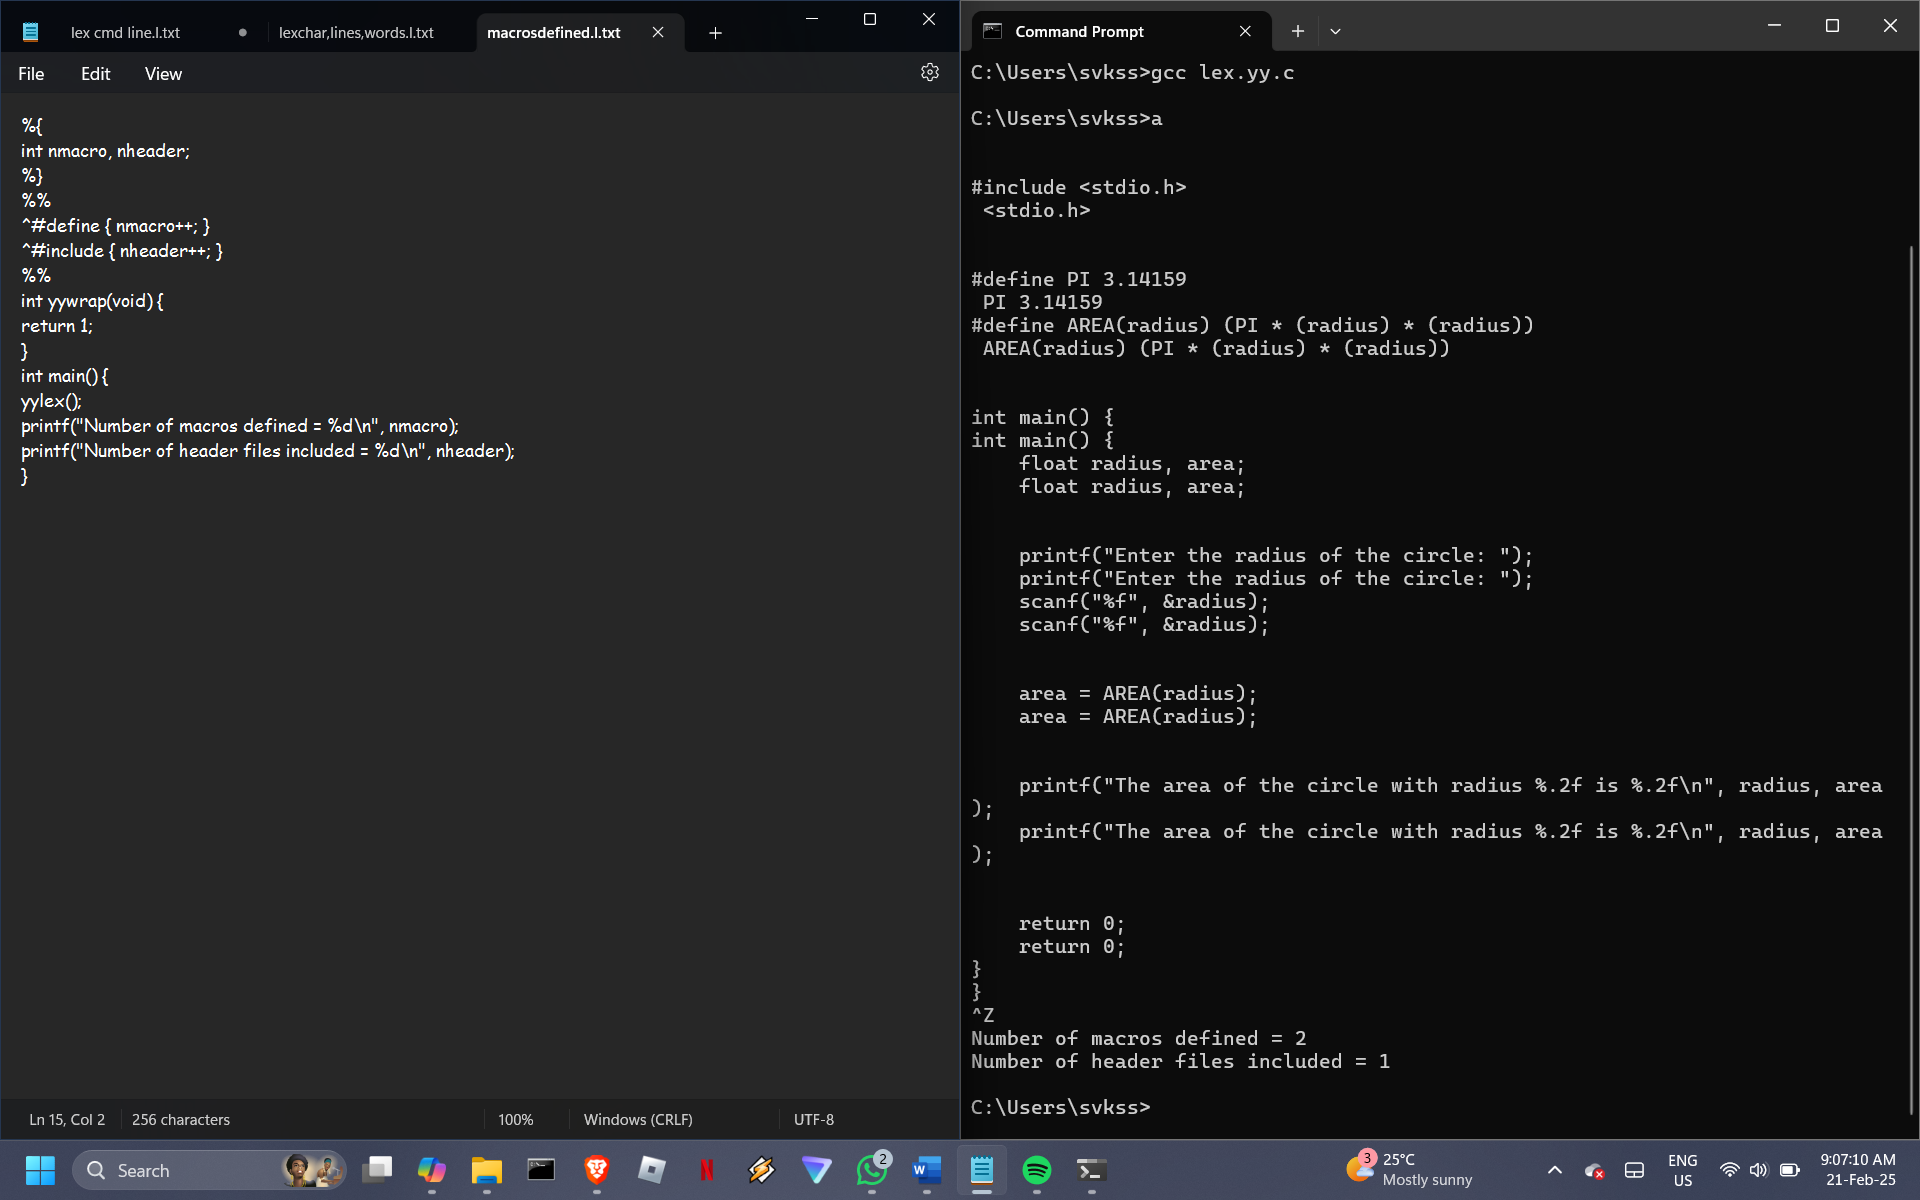 lex cmd line.l.txt
lexchar,lines,words.l.txt
macrosdefined.l.txt
File
Edit
View
%{
int nmacro, nheader;
%}
%%
^#define { nmacro++; }
^#include { nheader++; }
%%
int yywrap(void) {
return 1;
}
int main() {
yylex();
printf("Number of macros defined = %d\n", nmacro);
printf("Number of header files included = %d\n", nheader);
}
Ln 15, Col 2
256 characters
100%
Windows (CRLF)
UTF-8
Command Prompt
C:\Users\svkss>gcc lex.yy.c
C:\Users\svkss>a
#include <stdio.h>
 <stdio.h>
#define PI 3.14159
 PI 3.14159
#define AREA(radius) (PI * (radius) * (radius))
 AREA(radius) (PI * (radius) * (radius))
int main() {
int main() {
    float radius, area;
    float radius, area;
    printf("Enter the radius of the circle: ");
    printf("Enter the radius of the circle: ");
    scanf("%f", &radius);
    scanf("%f", &radius);
    area = AREA(radius);
    area = AREA(radius);
    printf("The area of the circle with radius %.2f is %.2f\n", radius, area
);
    printf("The area of the circle with radius %.2f is %.2f\n", radius, area
);
    return 0;
    return 0;
}
}
^Z
Number of macros defined = 2
Number of header files included = 1
C:\Users\svkss>
Search
2
3
25°C
Mostly sunny
ENG
US
9:07:10 AM
21-Feb-25